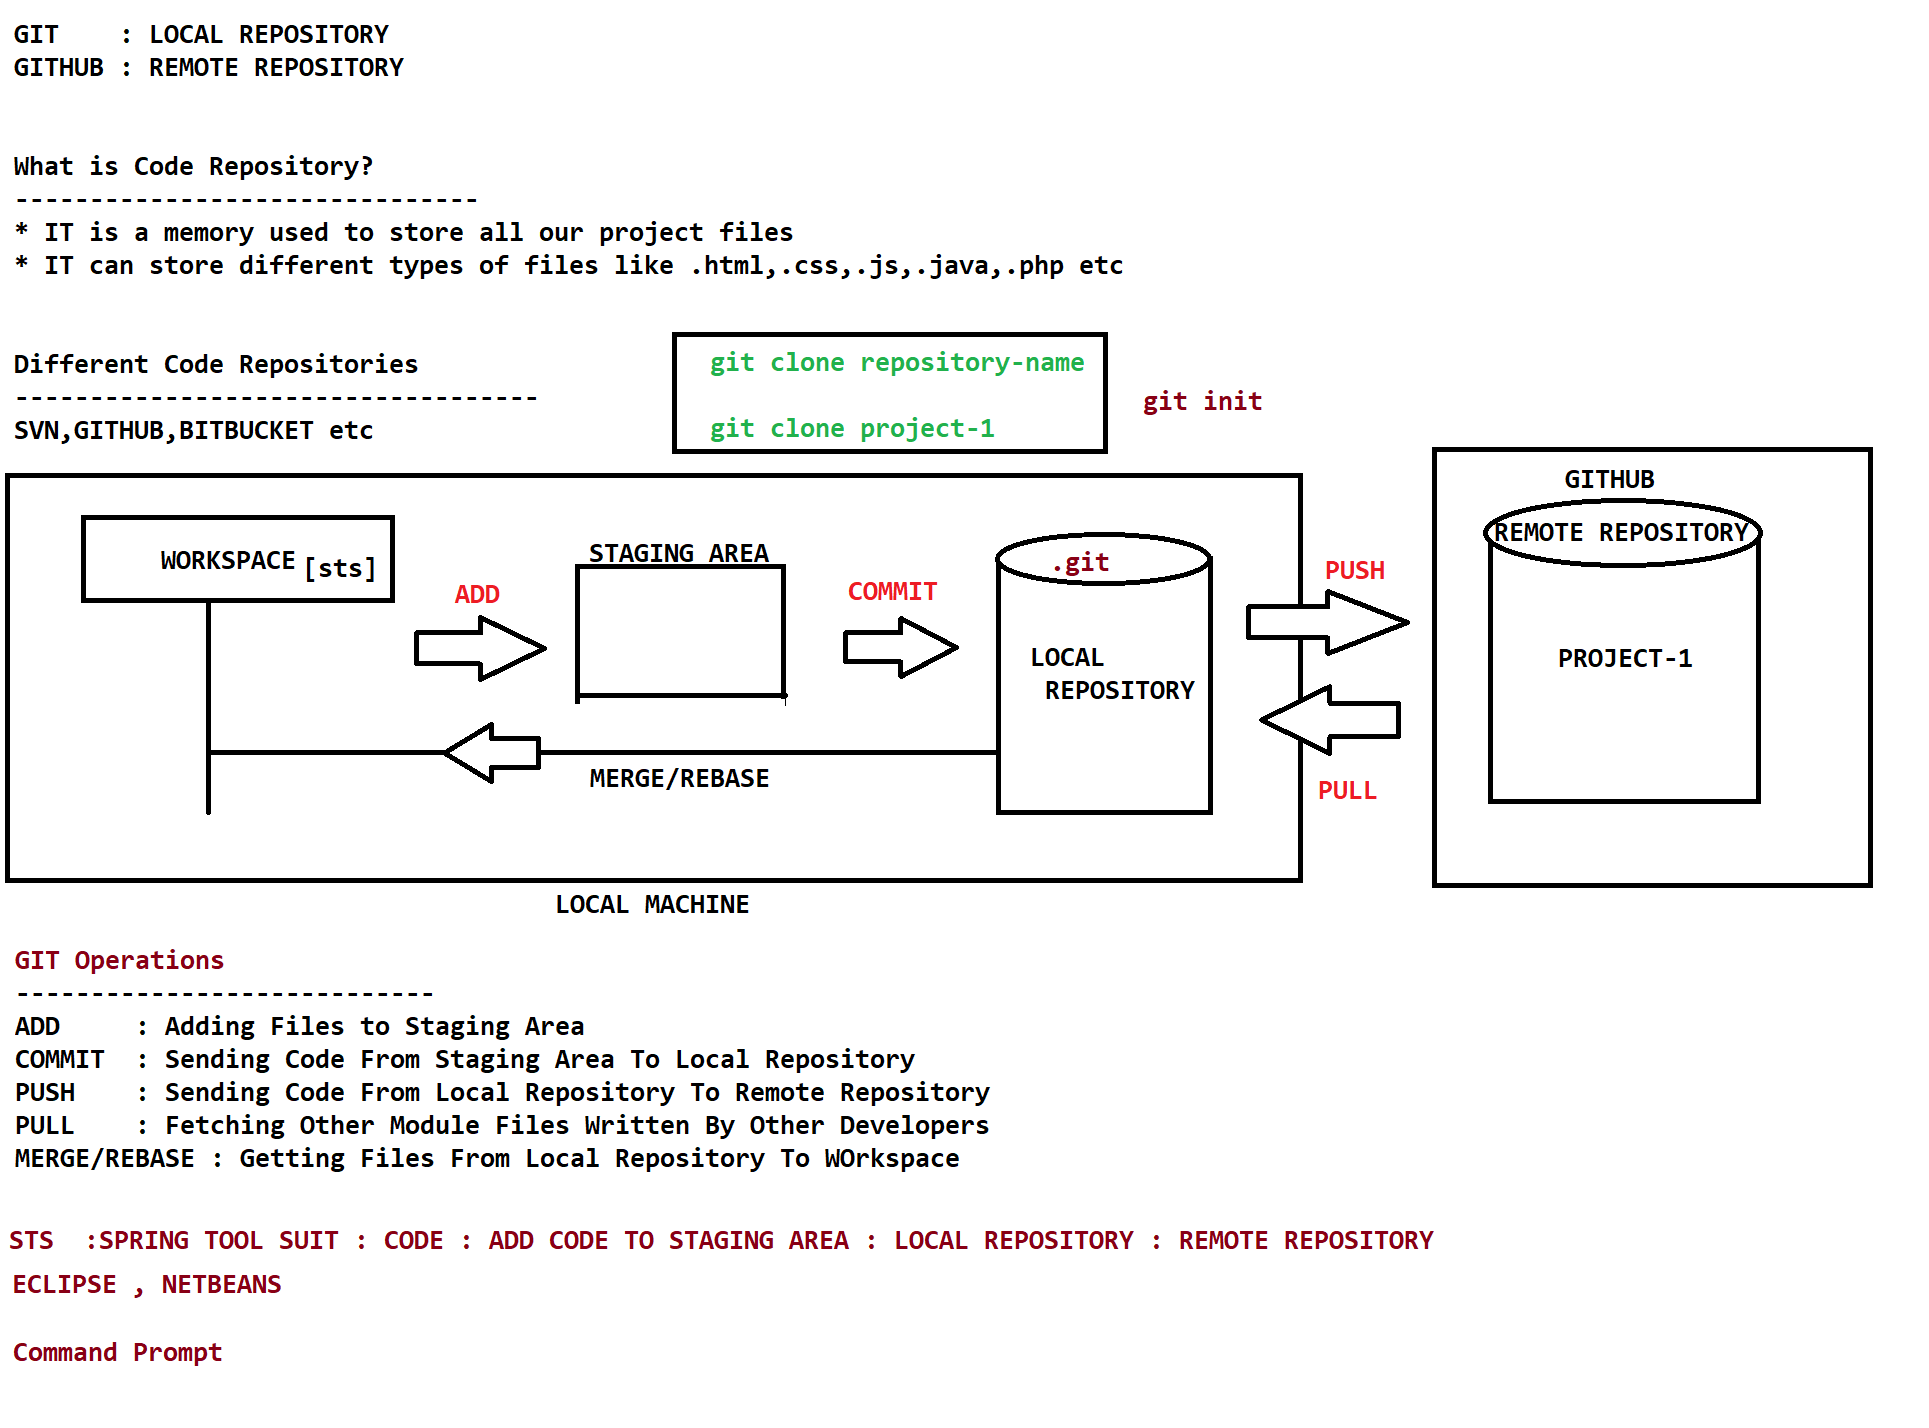 GIT    : LOCAL REPOSITORY
GITHUB : REMOTE REPOSITORY
What is Code Repository?
-------------------------------
* IT is a memory used to store all our project files
* IT can store different types of files like .html,.css,.js,.java,.php etc
Different Code Repositories
-----------------------------------
SVN,GITHUB,BITBUCKET etc
git clone repository-name
git clone project-1
git init
GITHUB
REMOTE REPOSITORY
PROJECT-1
WORKSPACE [sts]
ADD
STAGING AREA
COMMIT
.git
LOCAL
REPOSITORY
PUSH
PULL
MERGE/REBASE
LOCAL MACHINE
GIT Operations
----------------------------
ADD     : Adding Files to Staging Area
COMMIT  : Sending Code From Staging Area To Local Repository
PUSH    : Sending Code From Local Repository To Remote Repository
PULL    : Fetching Other Module Files Written By Other Developers
MERGE/REBASE : Getting Files From Local Repository To WOrkspace
STS  :SPRING TOOL SUIT : CODE : ADD CODE TO STAGING AREA : LOCAL REPOSITORY : REMOTE REPOSITORY
ECLIPSE , NETBEANS
Command Prompt